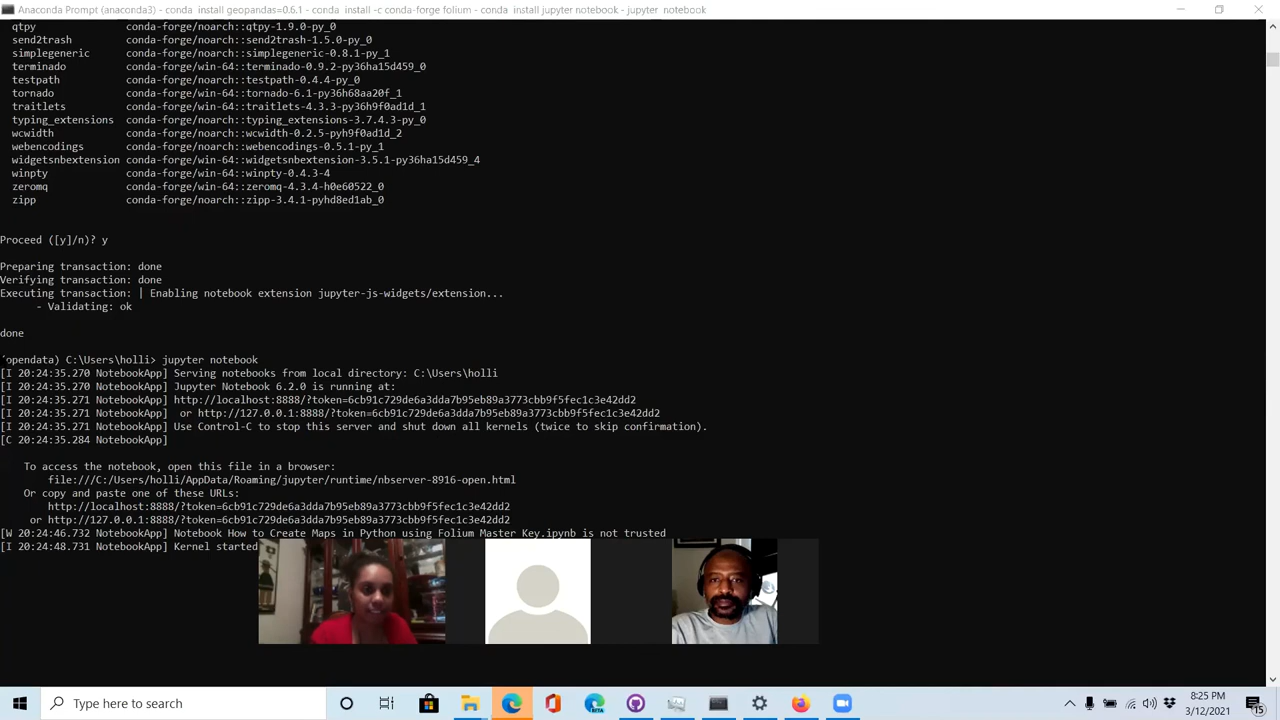 Anaconda Prompt (anaconda3) - conda  install geopandas=0.6.1 - conda  install -c conda-forge folium - conda  install jupyter notebook - jupyter  notebook
qtpy conda-forge/noarch::qtpy-1.9.0-py_0
send2trash conda-forge/noarch::send2trash-1.5.0-py_0
simplegeneric conda-forge/noarch::simplegeneric-0.8.1-py_1
terminado conda-forge/win-64::terminado-0.9.2-py36ha15d459_0
testpath conda-forge/noarch::testpath-0.4.4-py_0
tornado conda-forge/win-64::tornado-6.1-py36h68aa20f_1
traitlets conda-forge/noarch::traitlets-4.3.3-py36h9f0ad1d_1
typing_extensions conda-forge/noarch::typing_extensions-3.7.4.3-py_0
wcwidth conda-forge/noarch::wcwidth-0.2.5-pyh9f0ad1d_2
webencodings conda-forge/noarch::webencodings-0.5.1-py_1
widgetsnbextension conda-forge/win-64::widgetsnbextension-3.5.1-py36ha15d459_4
winpty conda-forge/win-64::winpty-0.4.3-4
zeromq conda-forge/win-64::zeromq-4.3.4-h0e60522_0
zipp conda-forge/noarch::zipp-3.4.1-pyhd8ed1ab_0
Proceed ([y]/n)? y
Preparing transaction: done
Verifying transaction: done
Executing transaction: | Enabling notebook extension jupyter-js-widgets/extension...
- Validating: ok
done
(opendata) C:\Users\holli> jupyter notebook
[I 20:24:35.270 NotebookApp] Serving notebooks from local directory: C:\Users\holli
[I 20:24:35.270 NotebookApp] Jupyter Notebook 6.2.0 is running at:
[I 20:24:35.271 NotebookApp] http://localhost:8888/?token=6cb91c729de6a3dda7b95eb89a3773cbb9f5fec1c3e42dd2
[I 20:24:35.271 NotebookApp]  or http://127.0.0.1:8888/?token=6cb91c729de6a3dda7b95eb89a3773cbb9f5fec1c3e42dd2
[I 20:24:35.271 NotebookApp] Use Control-C to stop this server and shut down all kernels (twice to skip confirmation).
[C 20:24:35.284 NotebookApp]
To access the notebook, open this file in a browser:
file:///C:/Users/holli/AppData/Roaming/jupyter/runtime/nbserver-8916-open.html
Or copy and paste one of these URLs:
http://localhost:8888/?token=6cb91c729de6a3dda7b95eb89a3773cbb9f5fec1c3e42dd2
or http://127.0.0.1:8888/?token=6cb91c729de6a3dda7b95eb89a3773cbb9f5fec1c3e42dd2
[W 20:24:46.732 NotebookApp] Notebook How to Create Maps in Python using Folium Master Key.ipynb is not trusted
[I 20:24:48.731 NotebookApp] Kernel started
Type here to search
BETA
8:25 PM
3/12/2021
15